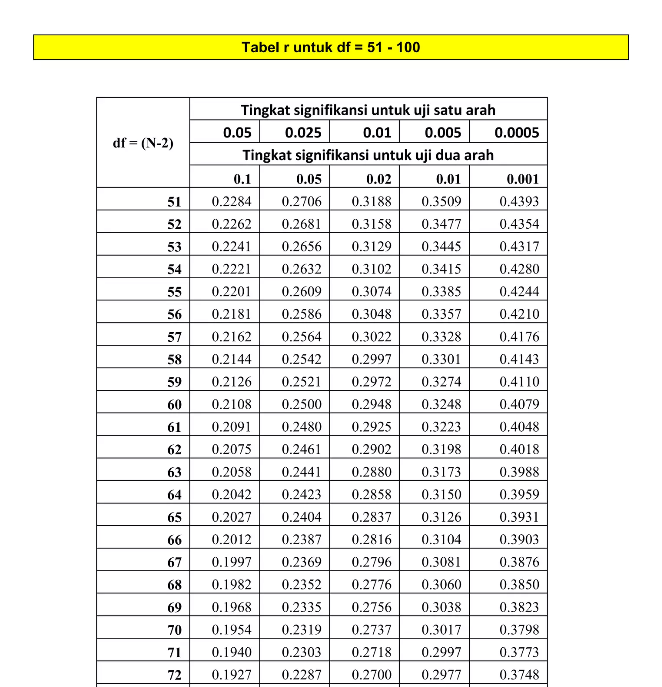 Tabel r untuk df = 51 - 100
df = (N-2)
Tingkat signifikansi untuk uji satu arah
0.05 0.025 0.01 0.005 0.0005
Tingkat signifikansi untuk uji dua arah
0.1 0.05 0.02 0.01 0.001
51 0.2284 0.2706 0.3188 0.3509 0.4393
52 0.2262 0.2681 0.3158 0.3477 0.4354
53 0.2241 0.2656 0.3129 0.3445 0.4317
54 0.2221 0.2632 0.3102 0.3415 0.4280
55 0.2201 0.2609 0.3074 0.3385 0.4244
56 0.2181 0.2586 0.3048 0.3357 0.4210
57 0.2162 0.2564 0.3022 0.3328 0.4176
58 0.2144 0.2542 0.2997 0.3301 0.4143
59 0.2126 0.2521 0.2972 0.3274 0.4110
60 0.2108 0.2500 0.2948 0.3248 0.4079
61 0.2091 0.2480 0.2925 0.3223 0.4048
62 0.2075 0.2461 0.2902 0.3198 0.4018
63 0.2058 0.2441 0.2880 0.3173 0.3988
64 0.2042 0.2423 0.2858 0.3150 0.3959
65 0.2027 0.2404 0.2837 0.3126 0.3931
66 0.2012 0.2387 0.2816 0.3104 0.3903
67 0.1997 0.2369 0.2796 0.3081 0.3876
68 0.1982 0.2352 0.2776 0.3060 0.3850
69 0.1968 0.2335 0.2756 0.3038 0.3823
70 0.1954 0.2319 0.2737 0.3017 0.3798
71 0.1940 0.2303 0.2718 0.2997 0.3773
72 0.1927 0.2287 0.2700 0.2977 0.3748